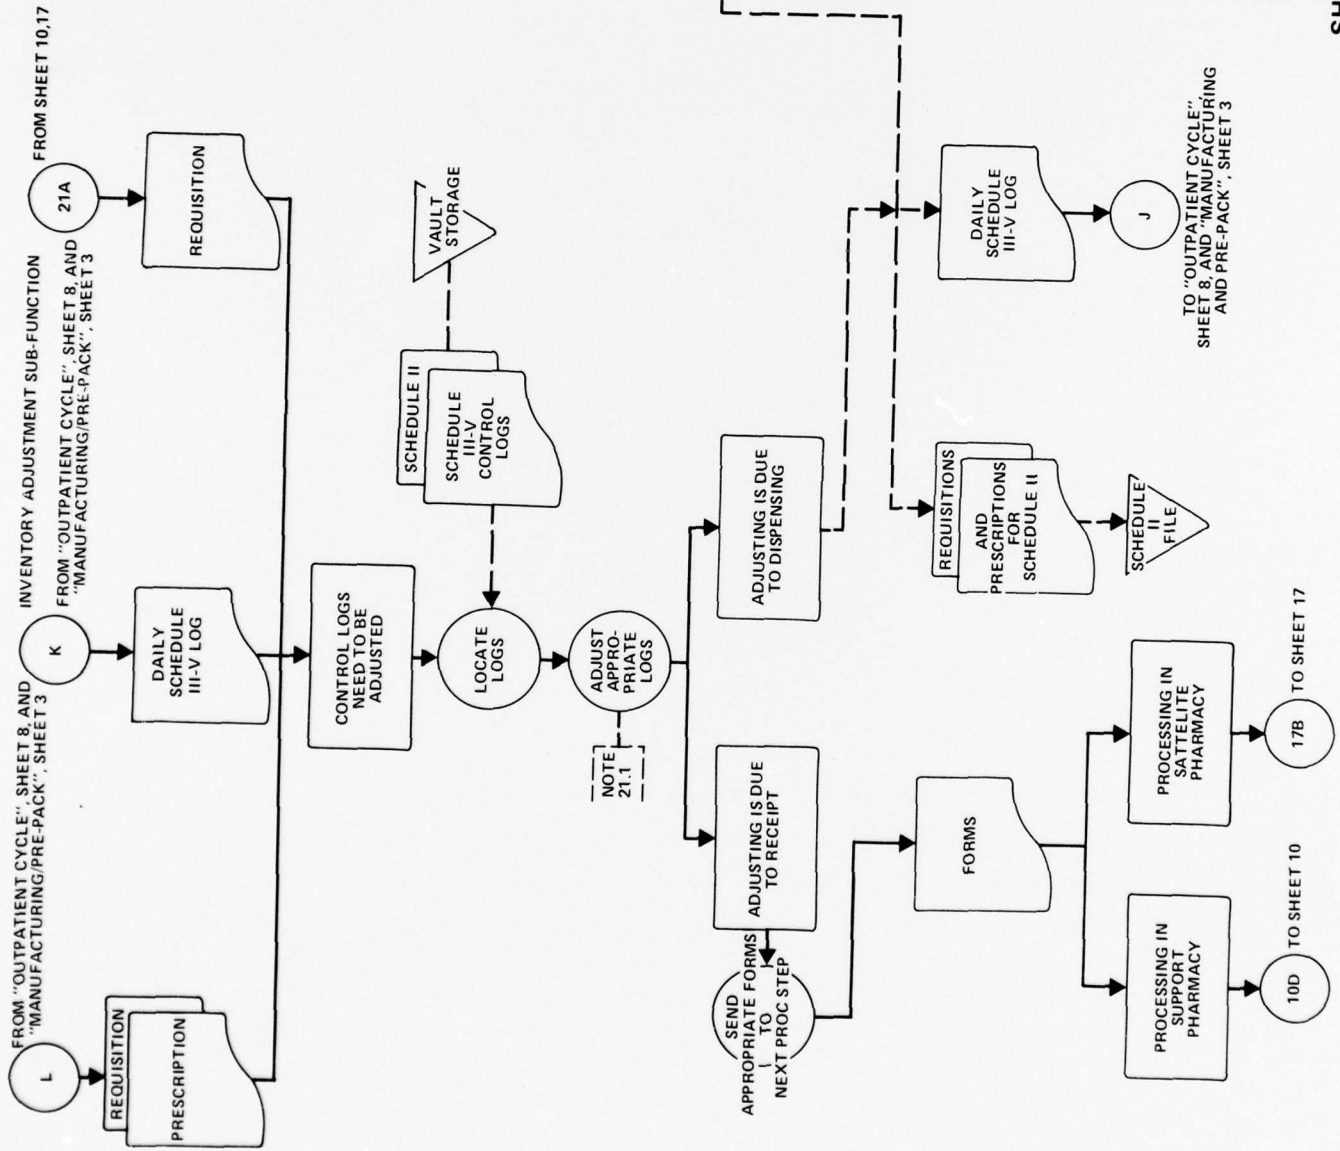 FROM "OUTPATIENT CYCLE", SHEET 8, AND
"MANUFACTURING/PRE-PACK", SHEET 3
L
REQUISITION
PRESCRIPTION
INVENTORY ADJUSTMENT SUB-FUNCTION
K
FROM "OUTPATIENT CYCLE", SHEET 8, AND
"MANUFACTURING/PRE-PACK", SHEET 3
DAILY
SCHEDULE
III-V LOG
21A
FROM SHEET 10,17
REQUISITION
CONTROL LOGS
NEED TO BE
ADJUSTED
SCHEDULE II
SCHEDULE
III-V
CONTROL
LOGS
VAULT
STORAGE
LOCATE
LOGS
ADJUST
APPRO-
PRIATE
LOGS
NOTE
21.1
ADJUSTING IS DUE
TO RECEIPT
ADJUSTING IS DUE
TO DISPENSING
SEND
APPROPRIATE FORMS
TO
NEXT PROC STEP
FORMS
REQUISITIONS
AND
PRESCRIPTIONS
FOR
SCHEDULE II
SCHEDULE
II
FILE
DAILY
SCHEDULE
III-V LOG
J
TO "OUTPATIENT CYCLE",
SHEET 8, AND "MANUFACTURING
AND PRE-PACK", SHEET 3
PROCESSING IN
SUPPORT
PHARMACY
PROCESSING IN
SATTELITE
PHARMACY
10D
TO SHEET 10
17B
TO SHEET 17